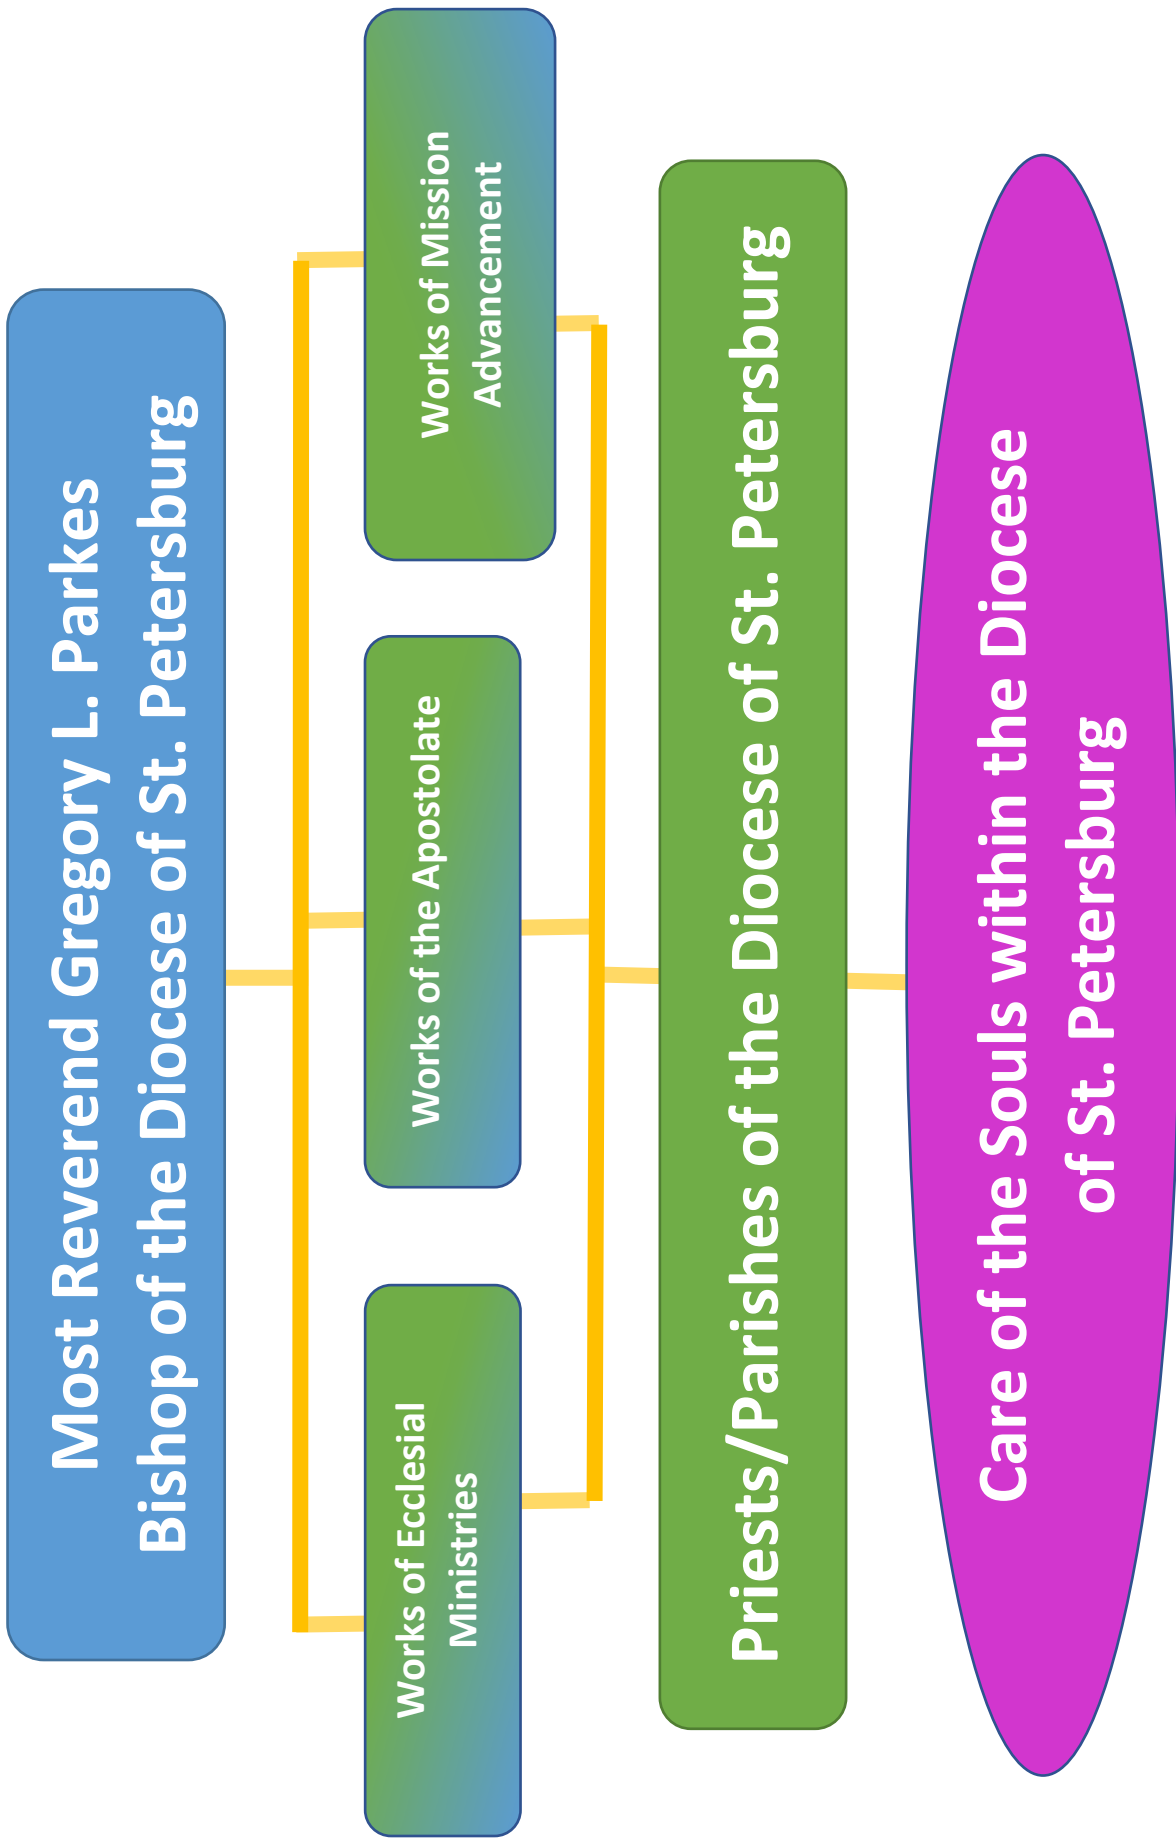 Most Reverend Gregory L. Parkes
Bishop of the Diocese of St. Petersburg
Works of Ecclesial
Ministries
Works of the Apostolate
Works of Mission
Advancement
Priests/Parishes of the Diocese of St. Petersburg
Care of the Souls within the Diocese
of St. Petersburg